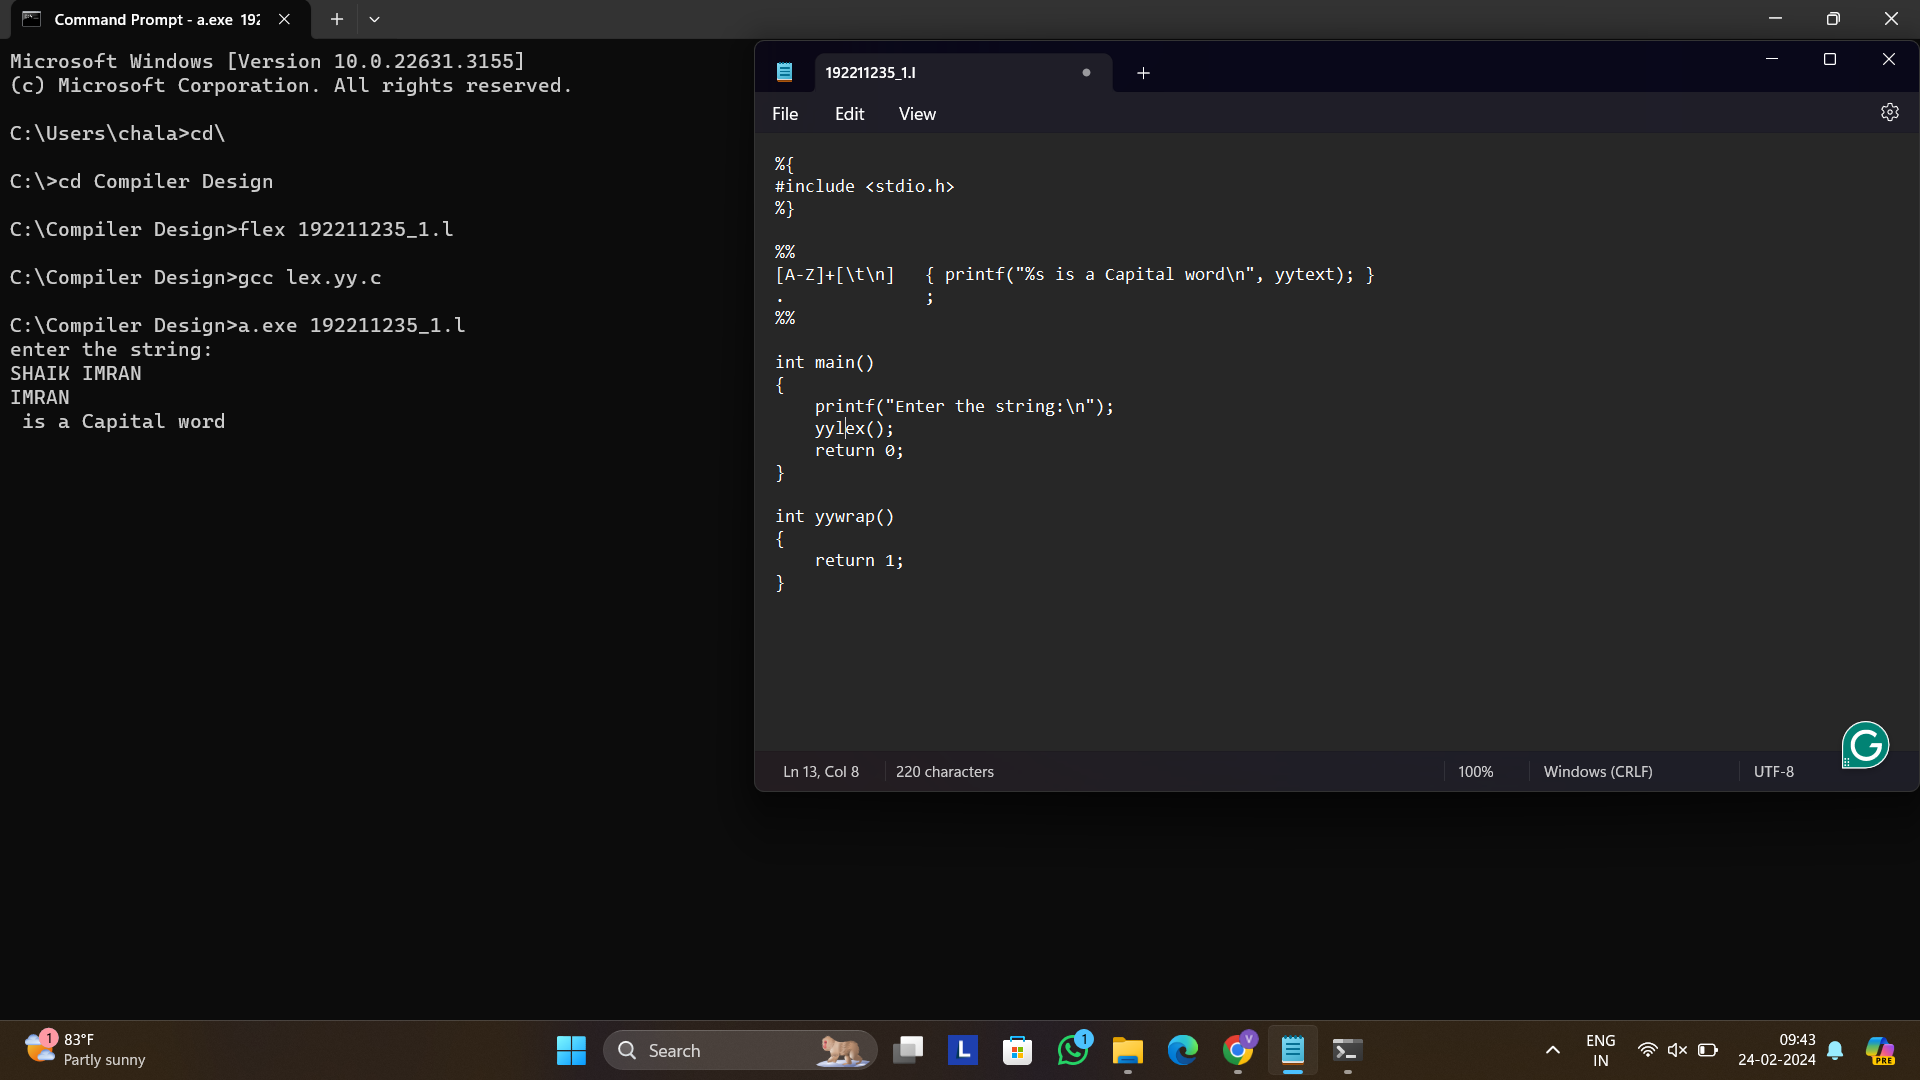 Command Prompt - a.exe 192
Microsoft Windows [Version 10.0.22631.3155]
(c) Microsoft Corporation. All rights reserved.
C:\Users\chala>cd\
C:\>cd Compiler Design
C:\Compiler Design>flex 192211235_1.l
C:\Compiler Design>gcc lex.yy.c
C:\Compiler Design>a.exe 192211235_1.l
enter the string:
SHAIK IMRAN
IMRAN
 is a Capital word
192211235_1.l
File Edit View
%{
#include <stdio.h>
%}
%%
[A-Z]+[\t\n]   { printf("%s is a Capital word\n", yytext); }
.              ;
%%
int main()
{
    printf("Enter the string:\n");
    yylex();
    return 0;
}
int yywrap()
{
    return 1;
}
G
Ln 13, Col 8 220 characters 100% Windows (CRLF) UTF-8
1 83°F
Partly sunny
Search
L
1
V
ENG
IN
09:43
24-02-2024
PRE